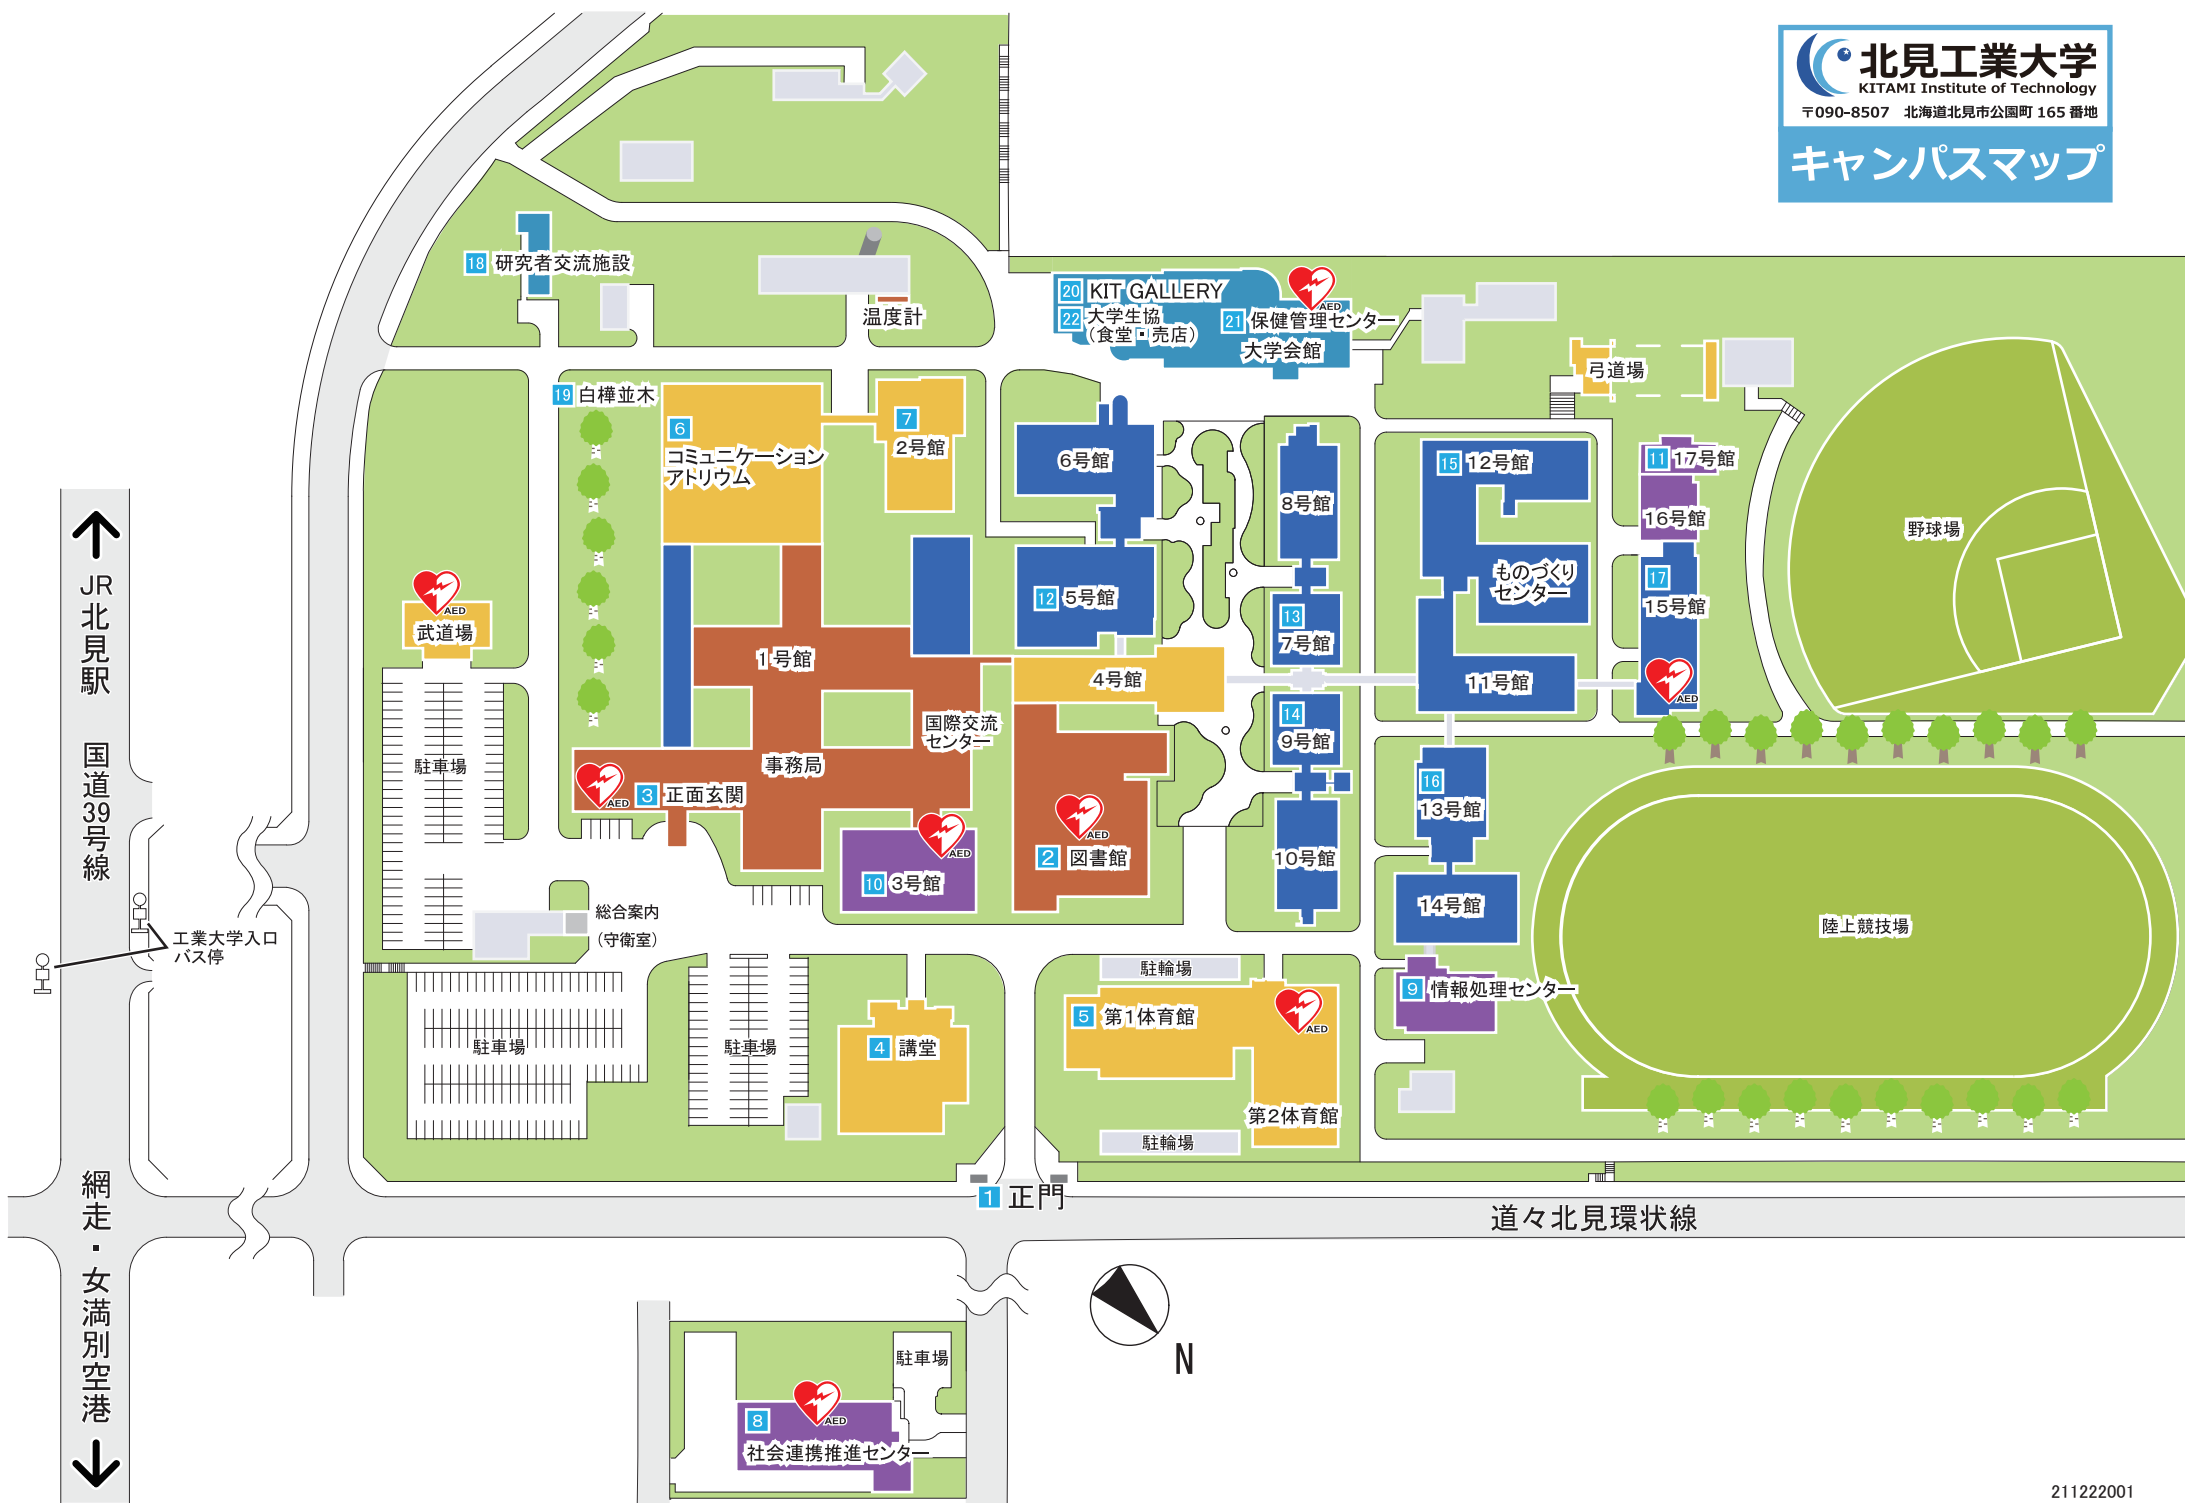 北見工業大学
KITAMI Institute of Technology
〒090-8507 北海道北見市公園町 165 番地
キャンパスマップ
18 研究者交流施設
温度計
20 KIT GALLERY
22 大学生協
(食堂・売店)
AED
21 保健管理センター
大学会館
弓道場
19 白樺並木
6
コミュニケーション
アトリウム
7
2号館
6号館
8号館
15 12号館
11 17号館
16号館
野球場
JR北見駅
国道39号線
AED
武道場
1号館
12 5号館
13
7号館
ものづくり
センター
17
15号館
AED
4号館
11号館
国際交流
センター
14
9号館
駐車場
事務局
AED
3 正面玄関
16
13号館
AED
AED
2 図書館
10 3号館
10号館
14号館
総合案内
(守衛室)
陸上競技場
工業大学入口
バス停
駐輪場
9 情報処理センター
5 第1体育館
AED
駐車場
駐車場
4 講堂
第2体育館
駐輪場
1 正門
道々北見環状線
網走・女満別空港
N
駐車場
AED
8
社会連携推進センター
211222001